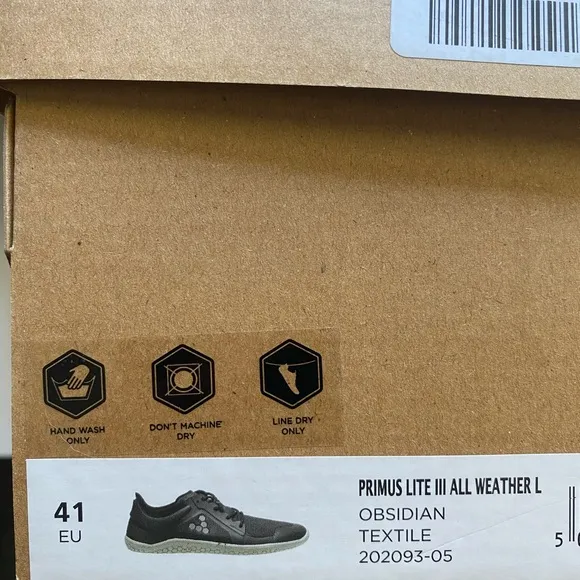 HAND WASH
ONLY
DON'T MACHINE
DRY
LINE DRY
ONLY
41
EU
PRIMUS LITE III ALL WEATHER L
OBSIDIAN
TEXTILE
202093-05
5